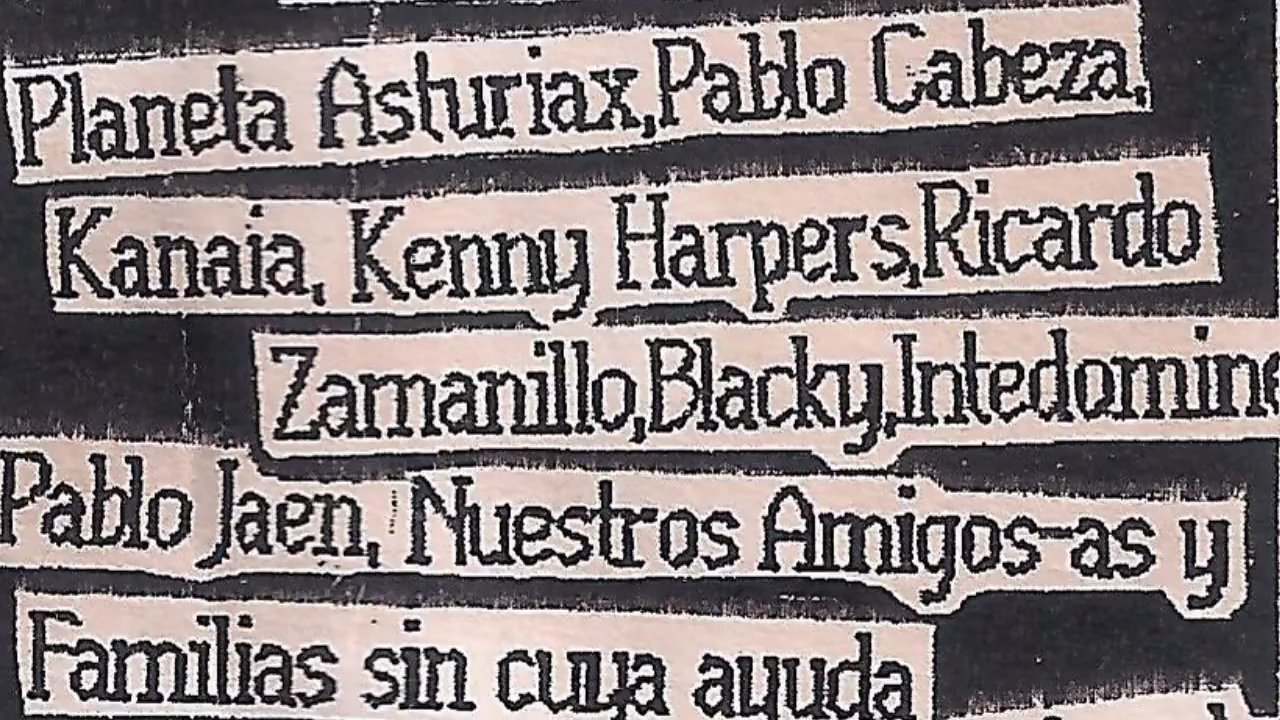 Planeta Asturiax,Pablo Cabeza,
Kanaia, Kenny Harpers,Ricardo
Zamanillo,Blacky,Intedomine
Pablo Jaen, Nuestros Amigos-as y
Familias sin cuya ayuda